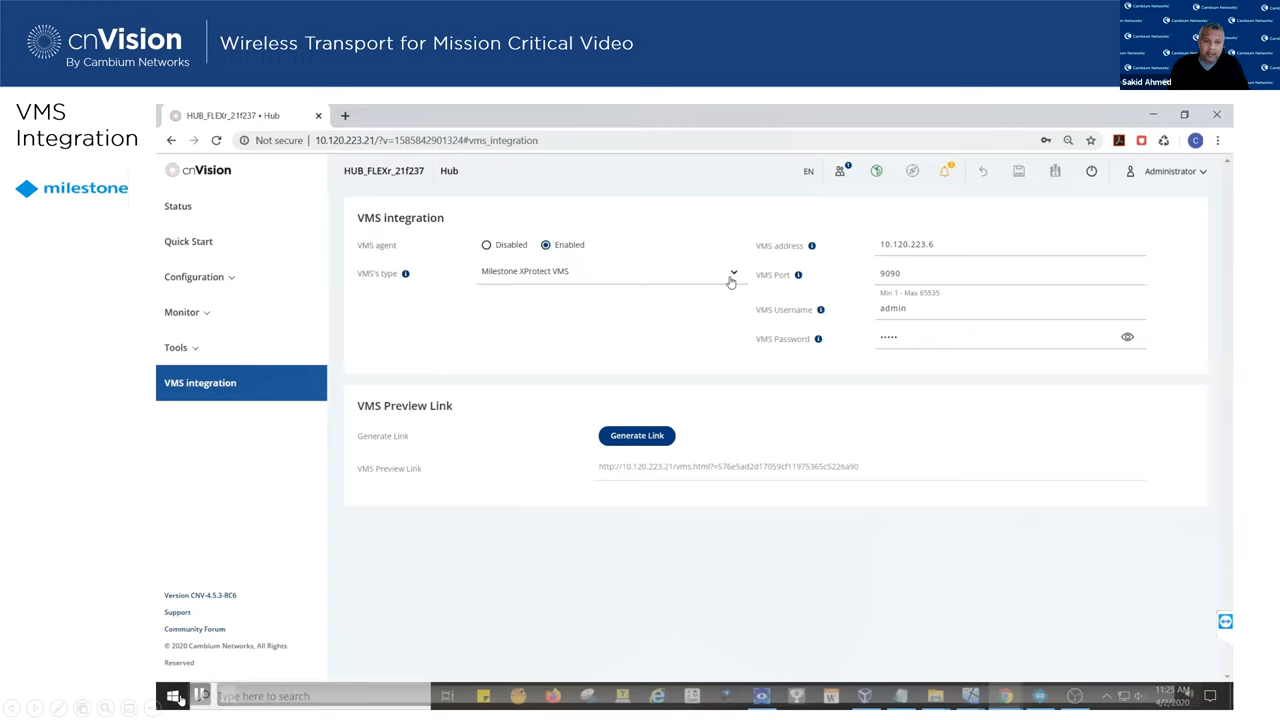 cnVision
By Cambium Networks
Wireless Transport for Mission Critical Video
Cambium Networks
Sakid Ahmed
VMS
Integration
milestone
HUB_FLEXr_21f237 • Hub
Not secure
10.120.223.21/?v=1585842901324#vms_integration
cnVision
HUB_FLEXr_21f237
Hub
EN
Administrator
Status
Quick Start
Configuration
Monitor
Tools
VMS integration
VMS integration
VMS agent
Disabled
Enabled
VMS's type
Milestone XProtect VMS
VMS address
10.120.223.6
VMS Port
9090
Min 1 - Max 65535
VMS Username
admin
VMS Password
•••••
VMS Preview Link
Generate Link
Generate Link
VMS Preview Link
http://10.120.223.21/vms.html?=576e5ad2d17059cf11975365c5226a90
Version CNV-4.5.3-RC6
Support
Community Forum
© 2020 Cambium Networks, All Rights
Reserved
Type here to search
11:25 AM
4/2/2020